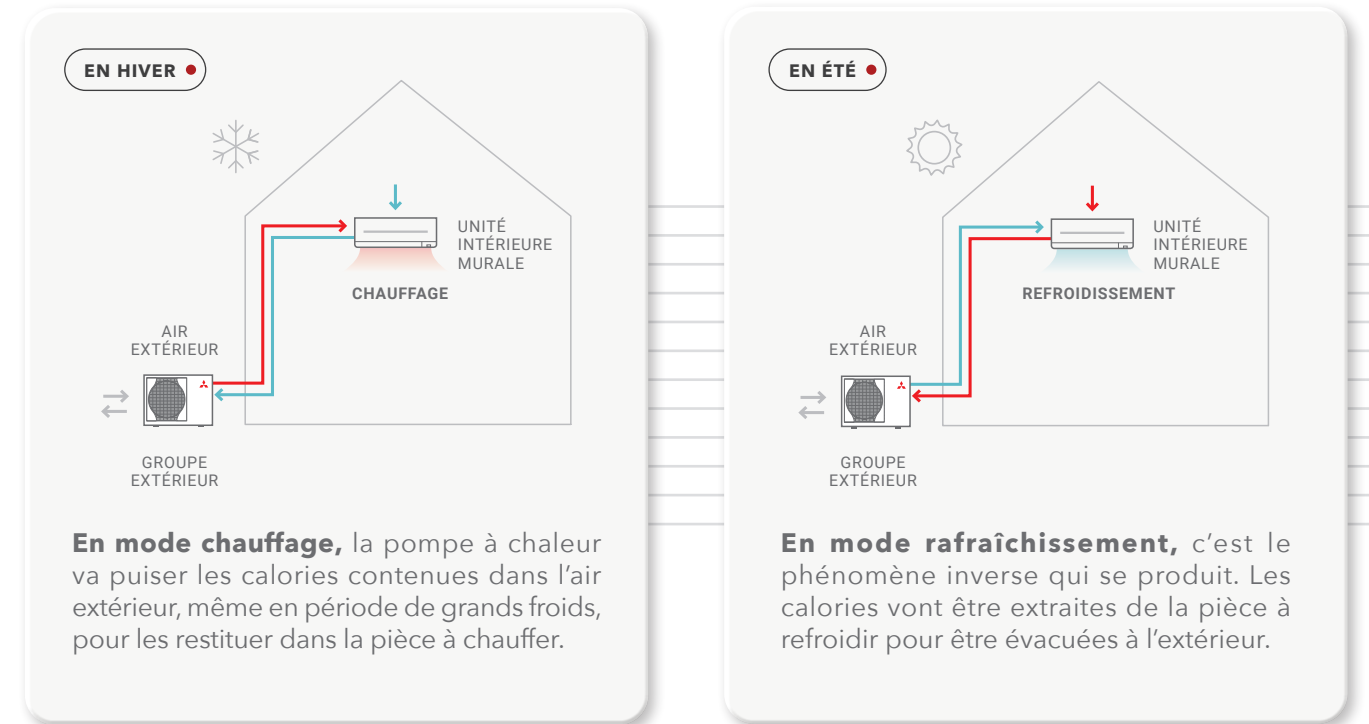 EN HIVER
UNITÉ
INTÉRIEURE
MURALE
CHAUFFAGE
AIR
EXTÉRIEUR
GROUPE
EXTÉRIEUR
En mode chauffage, la pompe à chaleur
va puiser les calories contenues dans l’air
extérieur, même en période de grands froids,
pour les restituer dans la pièce à chauffer.
EN ÉTÉ
UNITÉ
INTÉRIEURE
MURALE
REFROIDISSEMENT
AIR
EXTÉRIEUR
GROUPE
EXTÉRIEUR
En mode rafraîchissement, c’est le
phénomène inverse qui se produit. Les
calories vont être extraites de la pièce à
refroidir pour être évacuées à l’extérieur.